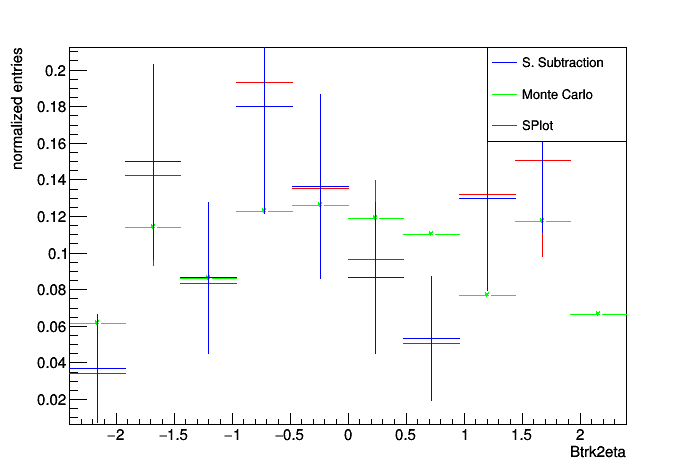 normalized entries
S. Subtraction
Monte Carlo
SPlot
0.2
0.18
0.16
0.14
0.12
0.1
0.08
0.06
0.04
0.02
−2 −1.5 −1 −0.5 0 0.5 1 1.5 2
Btrk2eta